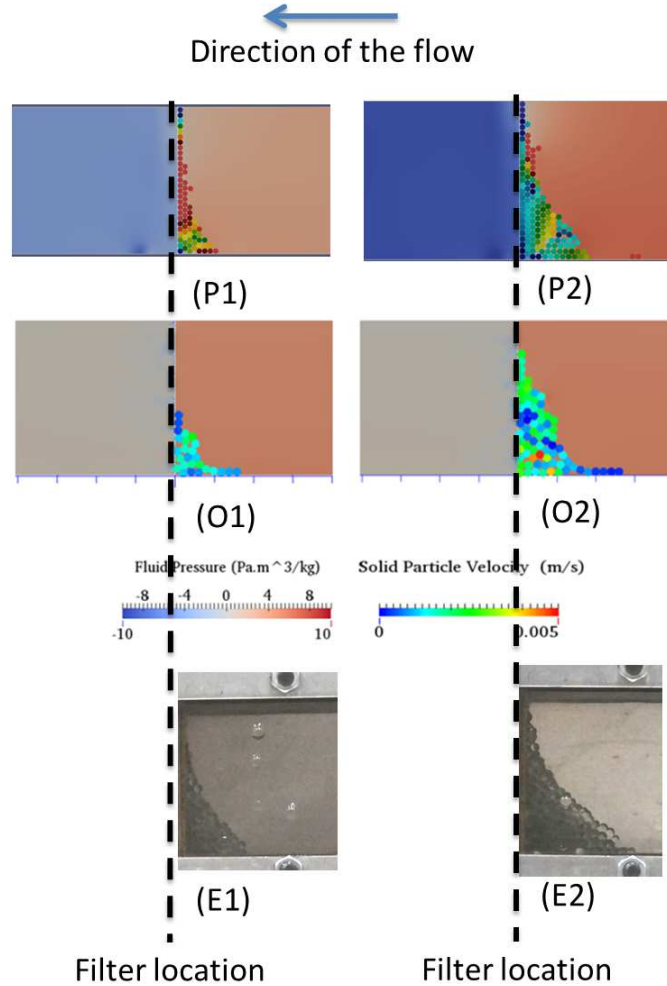 Direction of the flow
(P1)
(P2)
(O1)
(O2)
Fluid Pressure (Pa.m^3/kg)
-8 -4 0 4 8
-10 10
Solid Particle Velocity (m/s)
0 0.005
(E1)
(E2)
Filter location
Filter location